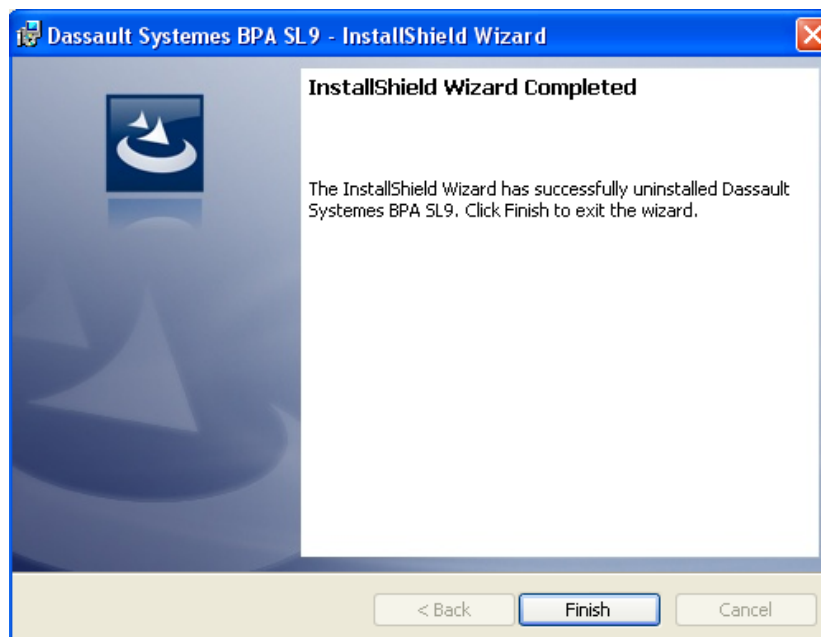 Dassault Systemes BPA SL9 - InstallShield Wizard
InstallShield Wizard Completed
The InstallShield Wizard has successfully uninstalled Dassault
Systemes BPA SL9. Click Finish to exit the wizard.
< Back Finish Cancel